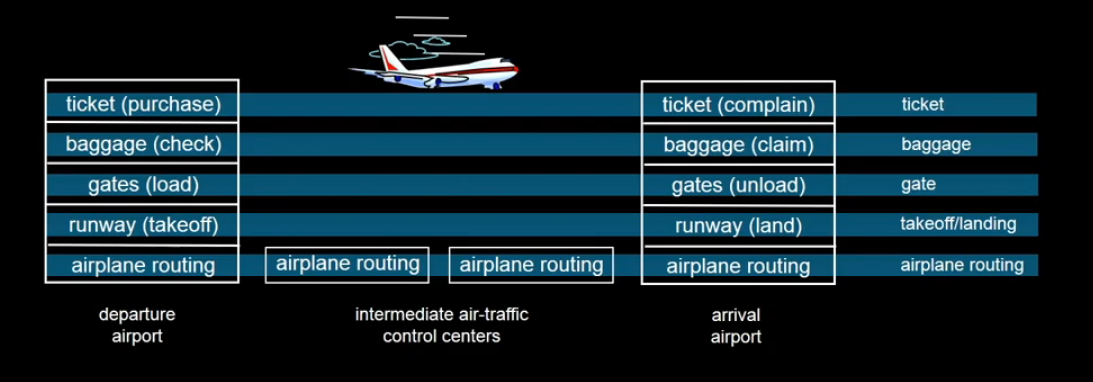 ticket (purchase)
ticket (complain)
ticket
baggage (check)
baggage (claim)
baggage
gates (load)
gates (unload)
gate
runway (takeoff)
runway (land)
takeoff/landing
airplane routing
airplane routing
airplane routing
airplane routing
airplane routing
departure
airport
intermediate air-traffic
control centers
arrival
airport